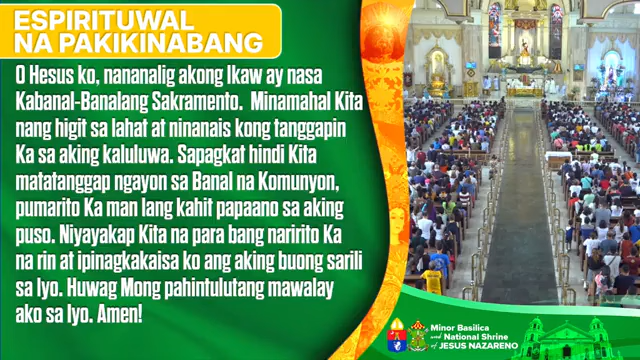 ESPIRITUWAL
NA PAKIKINABANG
O Hesus ko, nananalig akong Ikaw ay nasa
Kabanal-Banalang Sakramento. Minamahal Kita
nang higit sa lahat at ninanais kong tanggapin
Ka sa aking kaluluwa. Sapagkat hindi Kita
matatanggap ngayon sa Banal na Komunyon,
pumarito Ka man lang kahit papaano sa aking
puso. Niyayakap Kita na para bang naririto Ka
na rin at ipinagkakaisa ko ang aking buong sarili
sa Iyo. Huwag Mong pahintulutang mawalay
ako sa Iyo. Amen!
Minor Basilica
and National Shrine
of JESUS NAZARENO